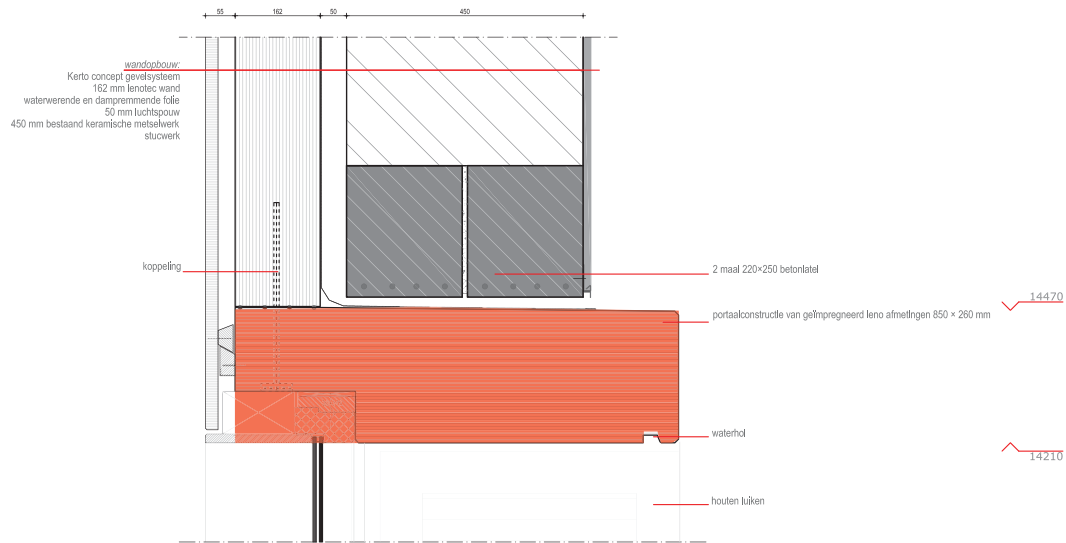 55 162 50 450
wandopbouw:
Kerto concept gevelsysteem
162 mm lenotec wand
waterwerende en dampremmende folie
50 mm luchtspouw
450 mm bestaand keramische metselwerk
stucwerk
koppeling
2 maal 220×250 betonlatei
14470
portaalconstructie van geïmpregneerd leno afmetingen 850 × 260 mm
waterhol
14210
houten luiken